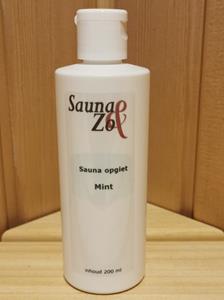 Sauna
& Zo
Sauna opgiet
Mint
inhoud 200 ml